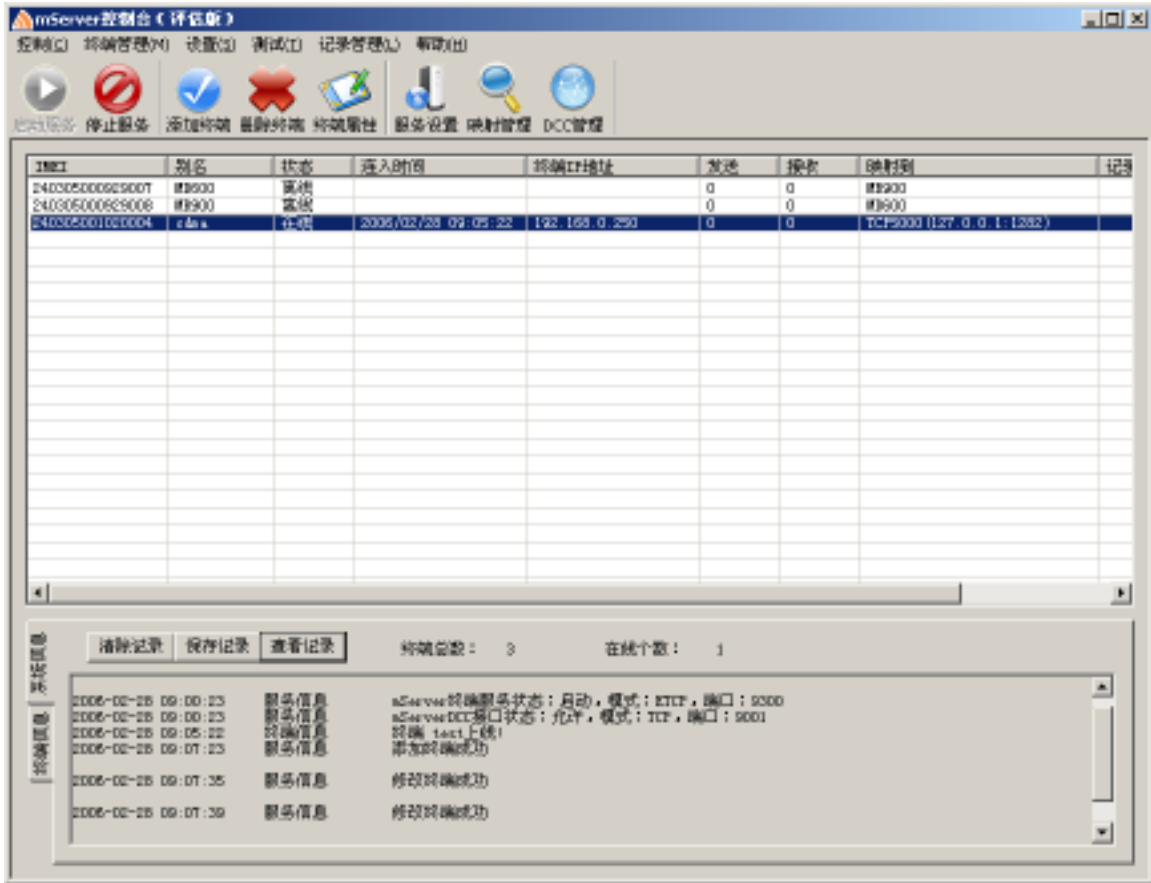 mServer控制台(评估版)
控制(C) 终端管理(M) 设置(S) 测试(T) 记录管理(L) 帮助(H)
启动服务 停止服务 添加终端 删除终端 终端属性 服务设置 映射管理 DCC管理
IMEI 别名 状态 连入时间 终端IP地址 发送 接收 映射到 记录
240305000929007 MD600 离线 0 0 MD900
240305000929008 MD900 离线 0 0 MD600
240305001020004 cdma 在线 2006/02/28 09:05:22 192.168.0.250 0 0 TCP5000(127.0.0.1:1282)
系统信息
终端信息
清除记录 保存记录 查看记录 终端总数: 3 在线个数: 1
2006-02-28 09:00:23 服务信息 mServer终端服务状态:启动,模式:ETCP,端口:9300
2006-02-28 09:00:23 服务信息 mServerDCC接口状态:允许,模式:TCP,端口:9001
2006-02-28 09:05:22 终端信息 终端 test上线!
2006-02-28 09:07:23 服务信息 添加终端成功
2006-02-28 09:07:35 服务信息 修改终端成功
2006-02-28 09:07:39 服务信息 修改终端成功